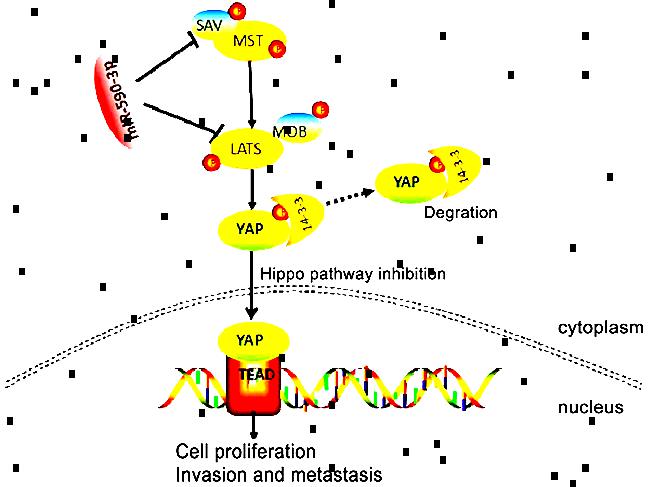 SAV
MST
miR-590-3P
MOB
LATS
14-3-3
YAP
14-3-3
YAP
Degration
Hippo pathway inhibition
cytoplasm
YAP
TEAD
nucleus
Cell proliferation
Invasion and metastasis